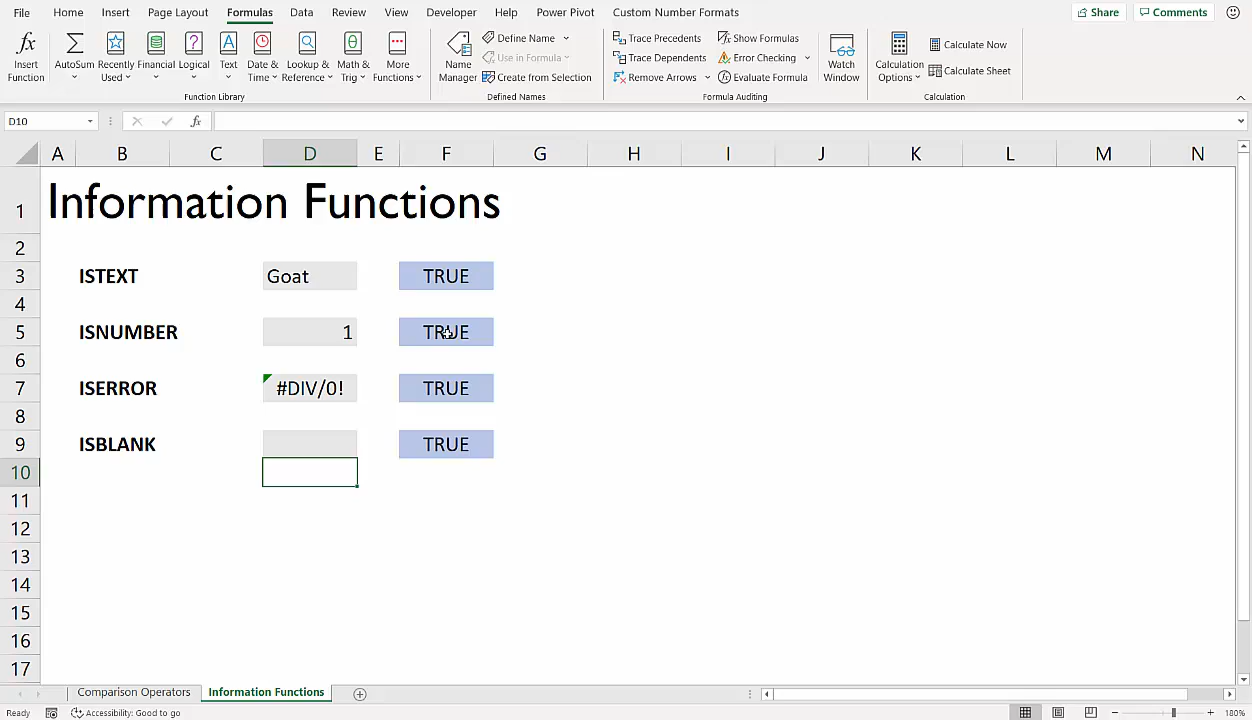 File Home Insert Page Layout Formulas Data Review View Developer Help Power Pivot Custom Number Formats Share Comments
Insert Function
AutoSum
Recently Used
Financial
Logical
Text
Date & Time
Lookup & Reference
Math & Trig
More Functions
Function Library
Name Manager
Define Name
Use in Formula
Create from Selection
Defined Names
Trace Precedents
Trace Dependents
Remove Arrows
Show Formulas
Error Checking
Evaluate Formula
Formula Auditing
Watch Window
Calculation Options
Calculate Now
Calculate Sheet
Calculation
D10 fx
A B C D E F G H I J K L M N
1 Information Functions
2
3 ISTEXT Goat TRUE
4
5 ISNUMBER 1 TRUE
6
7 ISERROR #DIV/0! TRUE
8
9 ISBLANK TRUE
10
11
12
13
14
15
16
17
Comparison Operators Information Functions
Ready Accessibility: Good to go 180%